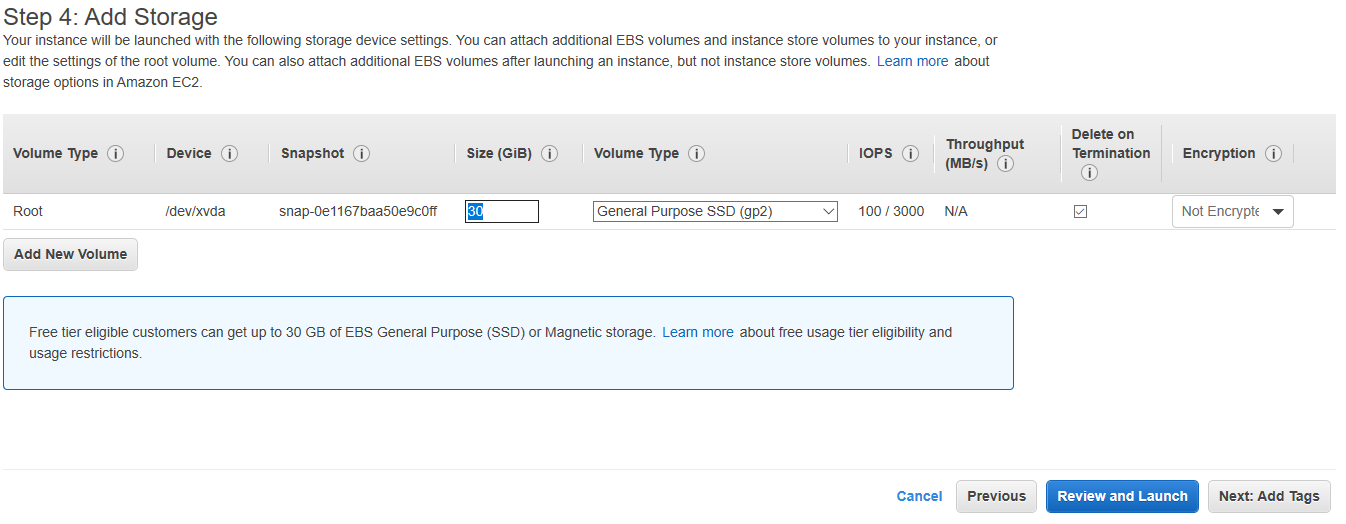 Step 4: Add Storage
Your instance will be launched with the following storage device settings. You can attach additional EBS volumes and instance store volumes to your instance, or
edit the settings of the root volume. You can also attach additional EBS volumes after launching an instance, but not instance store volumes. Learn more about
storage options in Amazon EC2.
Volume Type i Device i Snapshot i Size (GiB) i Volume Type i IOPS i Throughput (MB/s) i Delete on Termination i Encryption i
Root /dev/xvda snap-0e1167baa50e9c0ff 30 General Purpose SSD (gp2) 100 / 3000 N/A Not Encrypte
Add New Volume
Free tier eligible customers can get up to 30 GB of EBS General Purpose (SSD) or Magnetic storage. Learn more about free usage tier eligibility and
usage restrictions.
Cancel Previous Review and Launch Next: Add Tags